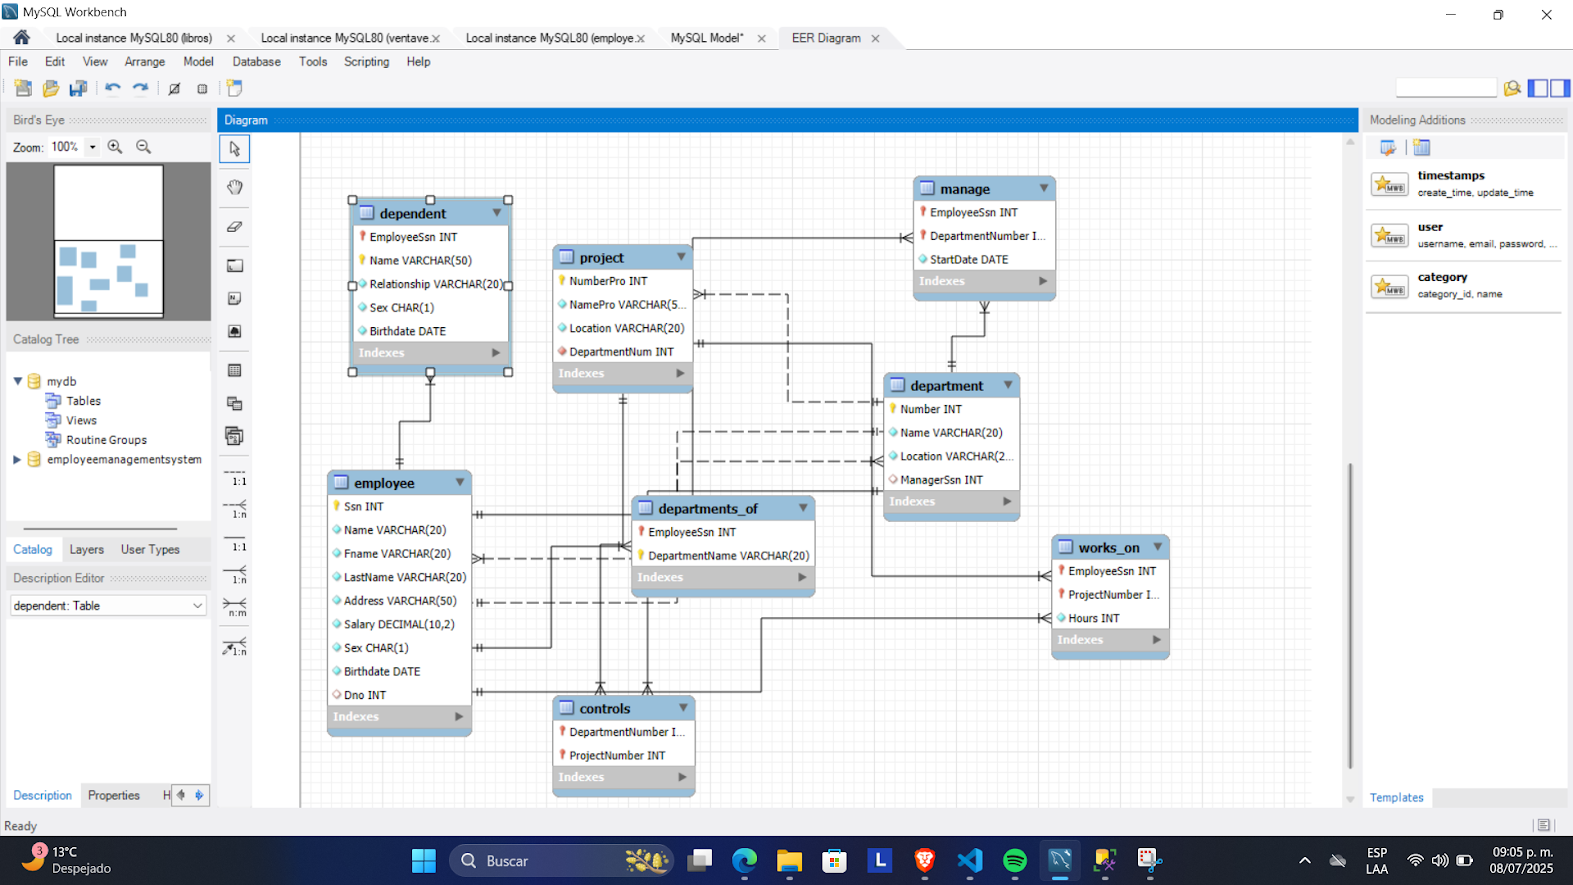 MySQL Workbench
Local instance MySQL80 (libros)
Local instance MySQL80 (ventave...
Local instance MySQL80 (employe...
MySQL Model*
EER Diagram
File Edit View Arrange Model Database Tools Scripting Help
Bird's Eye
Zoom: 100%
Catalog Tree
mydb
Tables
Views
Routine Groups
employeemanagementsystem
Catalog Layers User Types
Description Editor
dependent: Table
Description Properties H
Ready
1:1
1:n
1:1
1:n
n:m
1:n
Diagram
dependent
EmployeeSsn INT
Name VARCHAR(50)
Relationship VARCHAR(20)
Sex CHAR(1)
Birthdate DATE
Indexes
project
NumberPro INT
NamePro VARCHAR(5...
Location VARCHAR(20)
DepartmentNum INT
Indexes
manage
EmployeeSsn INT
DepartmentNumber I...
StartDate DATE
Indexes
department
Number INT
Name VARCHAR(20)
Location VARCHAR(2...
ManagerSsn INT
Indexes
employee
Ssn INT
Name VARCHAR(20)
Fname VARCHAR(20)
LastName VARCHAR(20)
Address VARCHAR(50)
Salary DECIMAL(10,2)
Sex CHAR(1)
Birthdate DATE
Dno INT
Indexes
departments_of
EmployeeSsn INT
DepartmentName VARCHAR(20)
Indexes
works_on
EmployeeSsn INT
ProjectNumber I...
Hours INT
Indexes
controls
DepartmentNumber I...
ProjectNumber INT
Indexes
Modeling Additions
MWB
timestamps
create_time, update_time
MWB
user
username, email, password, ...
MWB
category
category_id, name
Templates
3
13°C
Despejado
Buscar
L
ESP
LAA
09:05 p. m.
08/07/2025